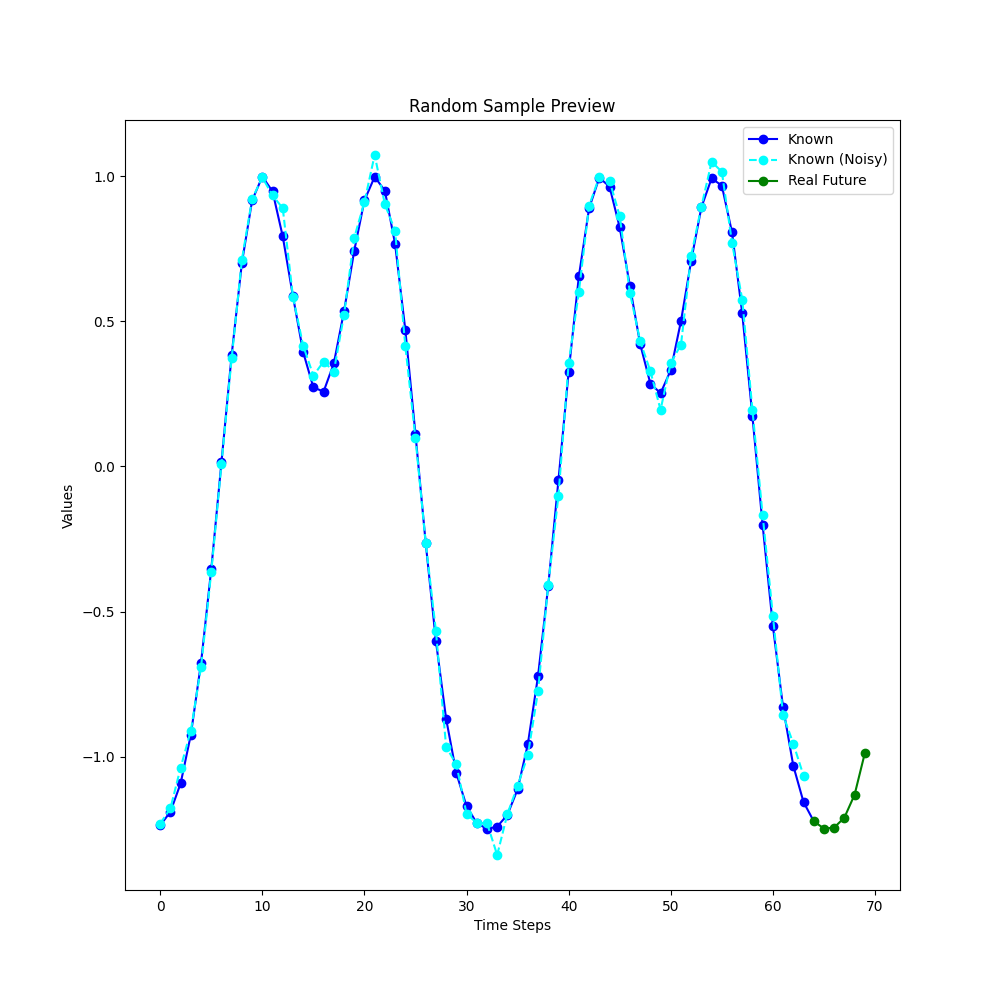 Random Sample Preview
Known
Known (Noisy)
Real Future
1.0
0.5
0.0
−0.5
−1.0
Values
0 10 20 30 40 50 60 70
Time Steps